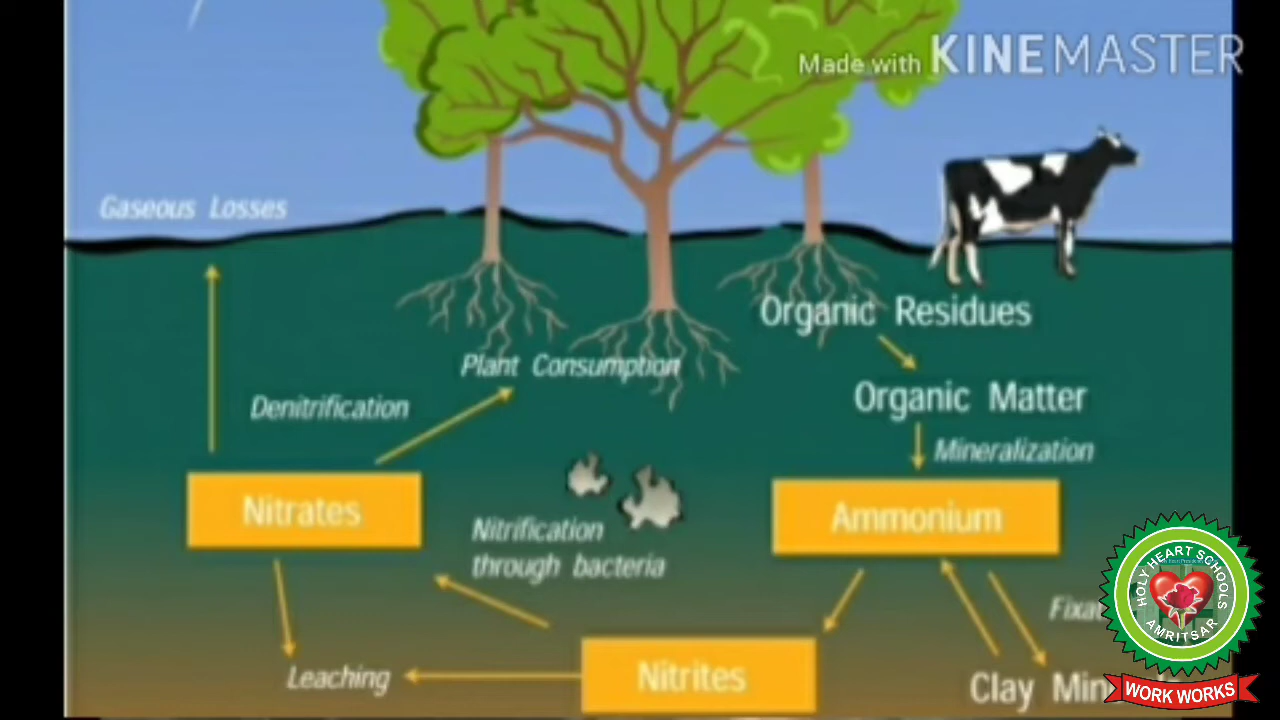 Made with KINEMASTER
Gaseous Losses
Organic Residues
Plant Consumption
Organic Matter
Denitrification
Mineralization
Nitrates
Ammonium
Nitrification
through bacteria
Leaching
Nitrites
Clay
HOLY HEART SCHOOLS
AMRITSAR
WORK WORKS